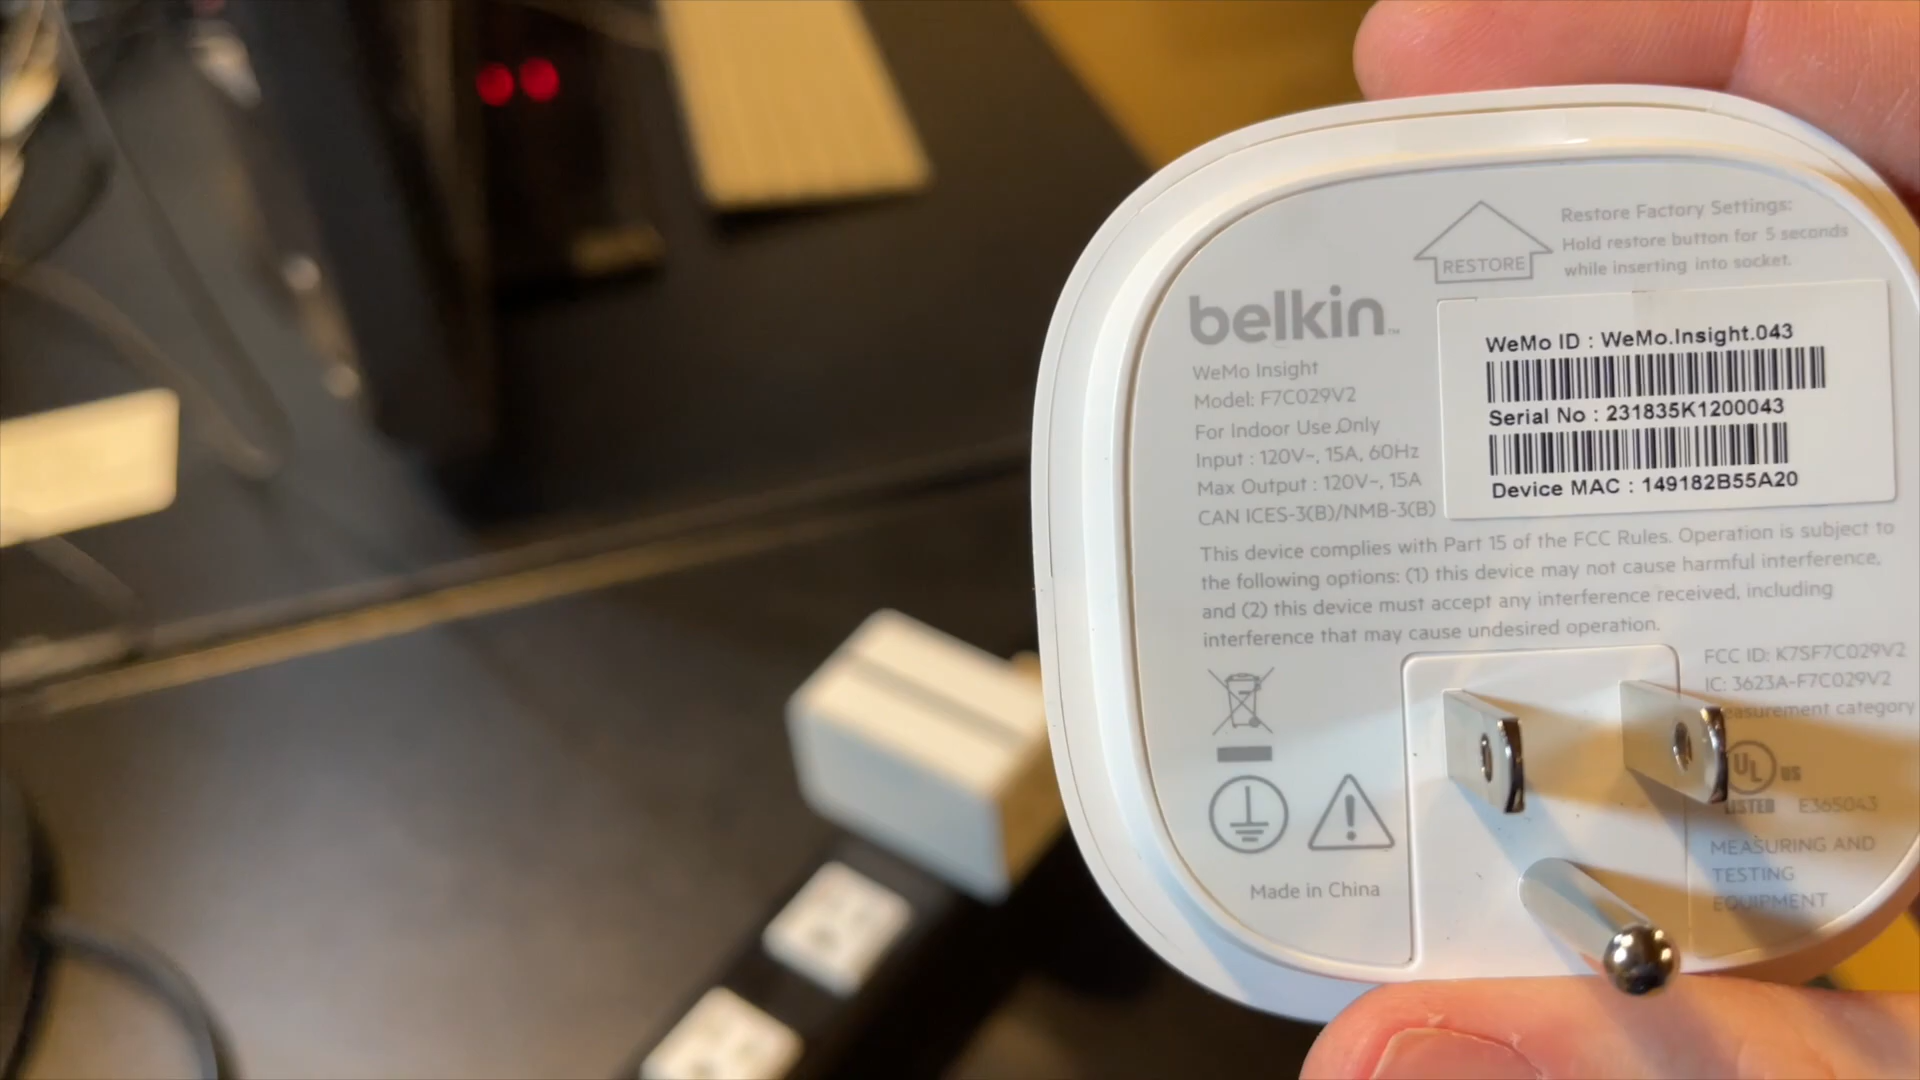 Restore Factory Settings:
Hold restore button for 5 seconds
while inserting into socket.
RESTORE
belkin™
WeMo Insight
Model: F7C029V2
For Indoor Use Only
Input : 120V~, 15A, 60Hz
Max Output : 120V~, 15A
CAN ICES-3(B)/NMB-3(B)
WeMo ID : WeMo.Insight.043
Serial No : 231835K1200043
Device MAC : 149182B55A20
This device complies with Part 15 of the FCC Rules. Operation is subject to
the following options: (1) this device may not cause harmful interference,
and (2) this device must accept any interference received, including
interference that may cause undesired operation.
FCC ID: K7SF7C029V2
IC: 3623A-F7C029V2
category
UL US
LISTED E365043
MEASURING AND
TESTING
EQUIPMENT
Made in China